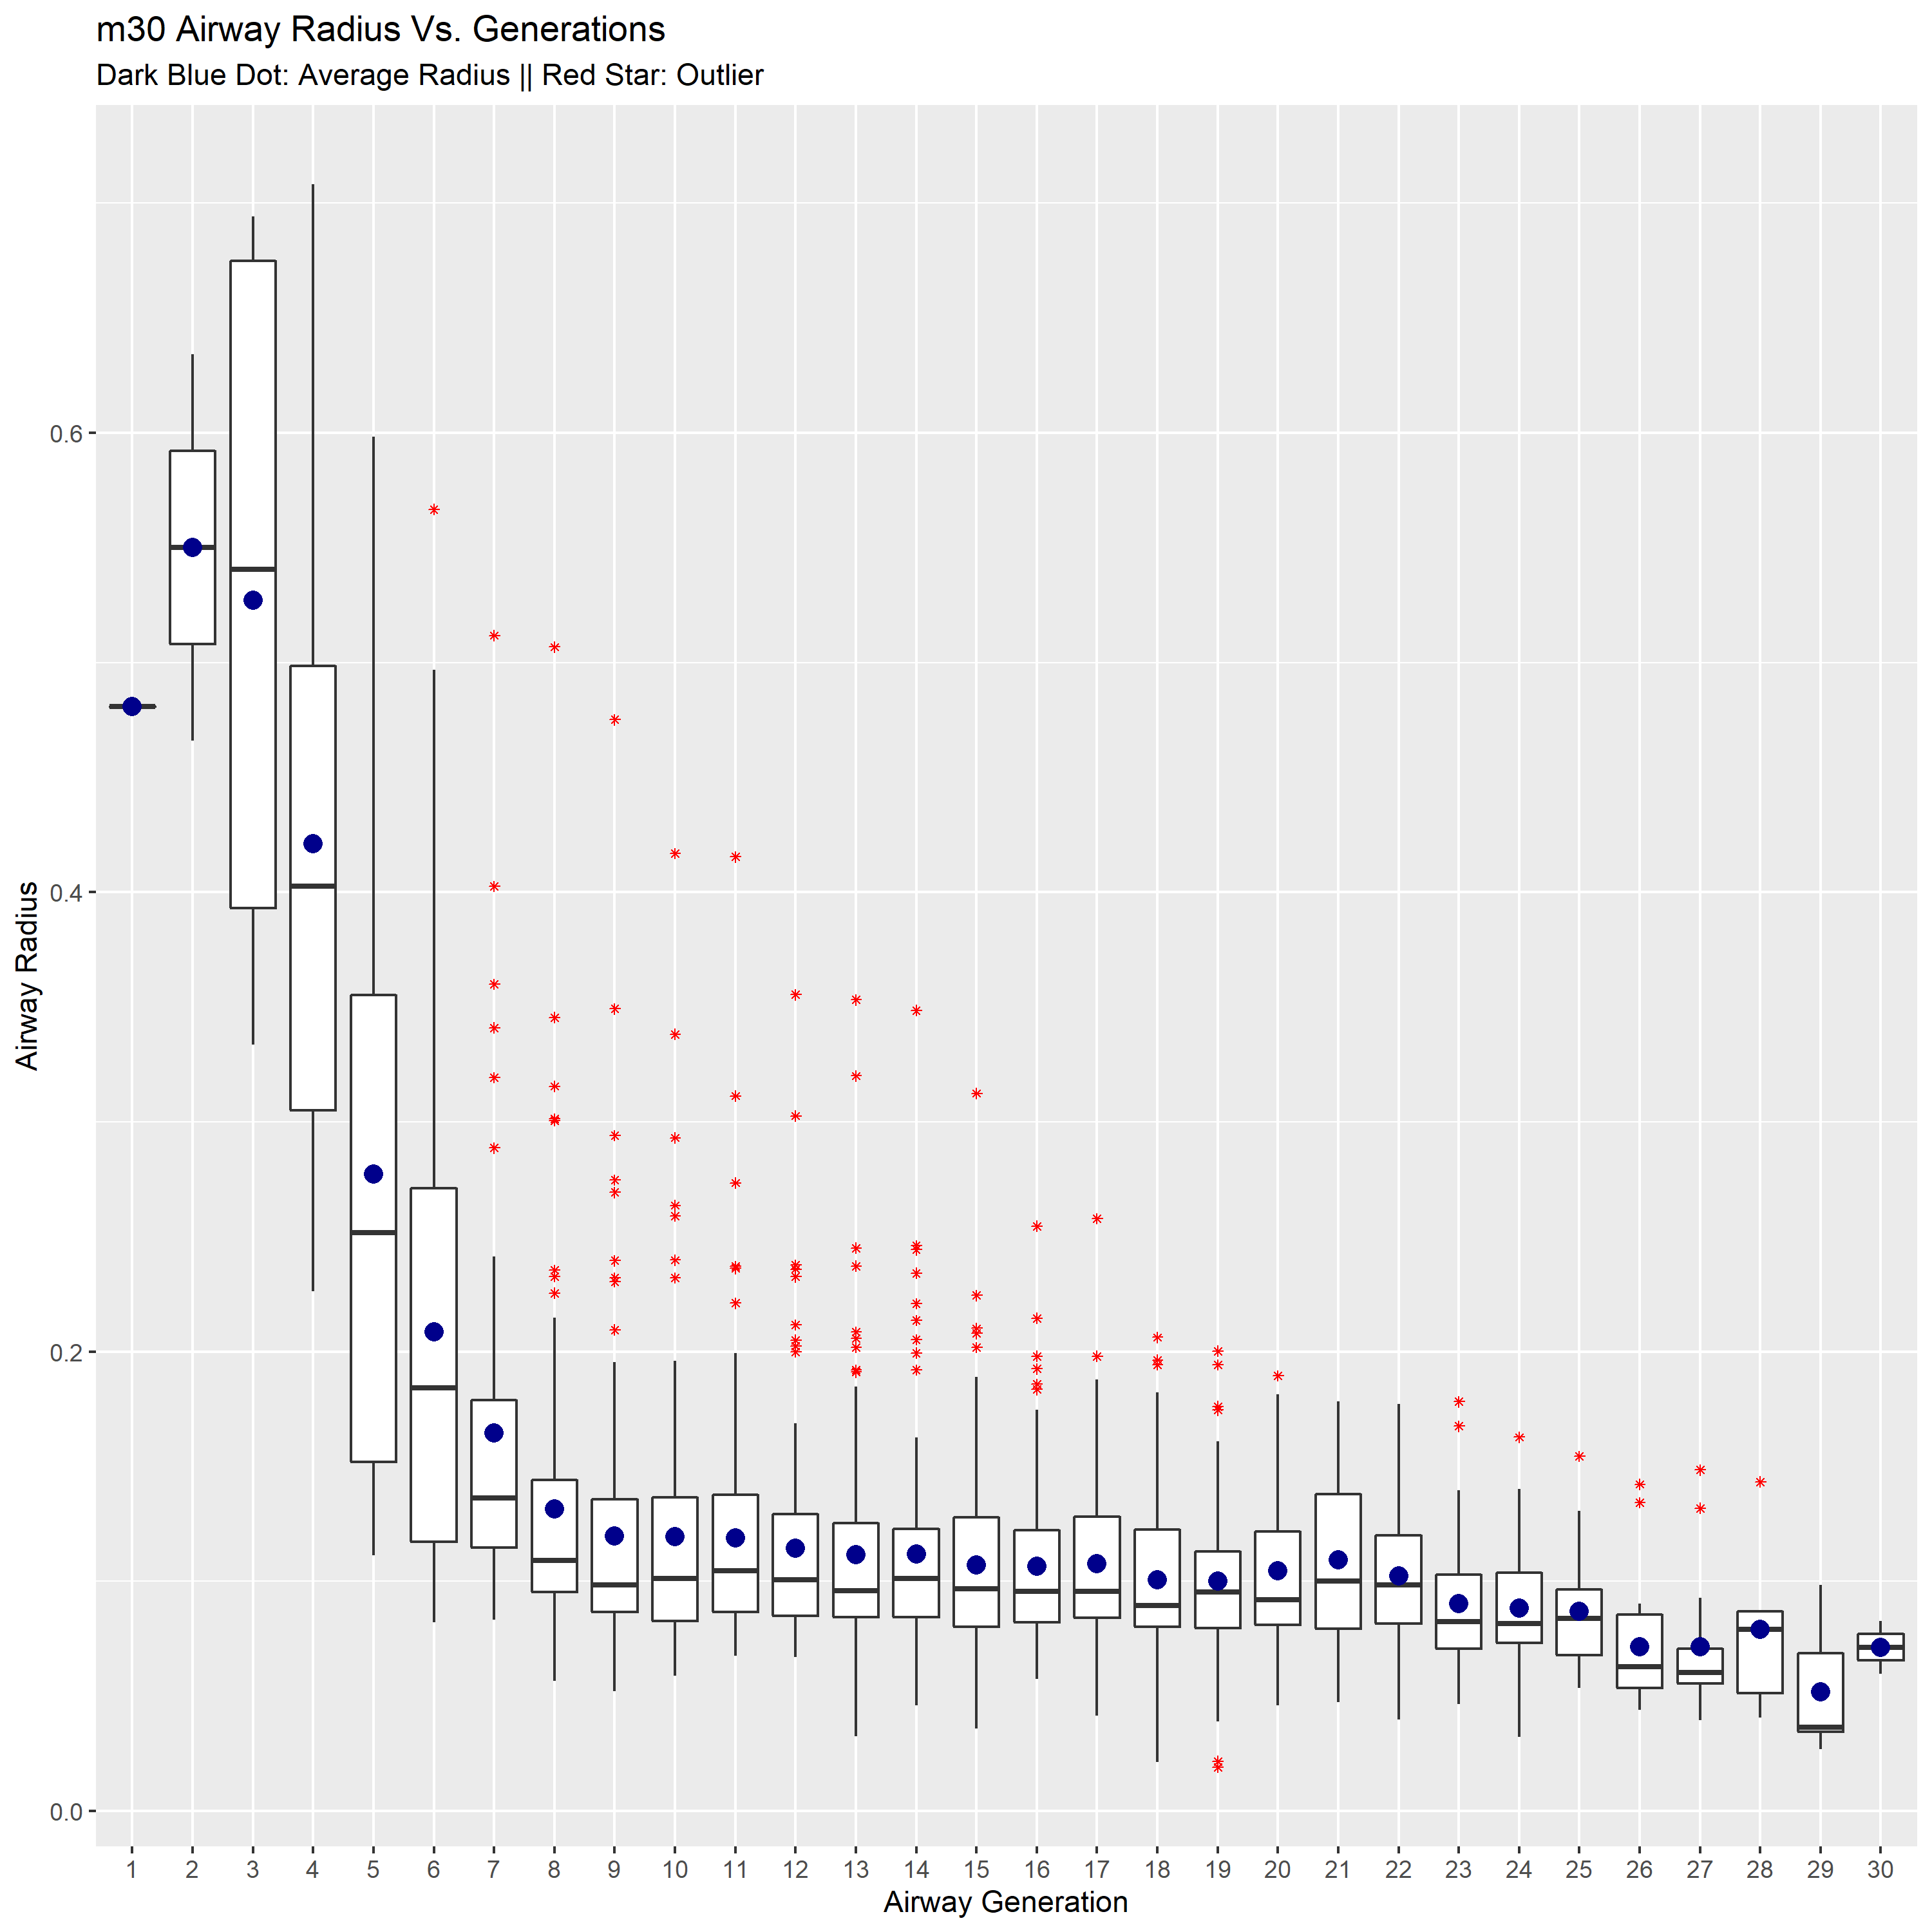 m30 Airway Radius Vs. Generations
Dark Blue Dot: Average Radius || Red Star: Outlier
Airway Radius
0.6
0.4
0.2
0.0
1 2 3 4 5 6 7 8 9 10 11 12 13 14 15 16 17 18 19 20 21 22 23 24 25 26 27 28 29 30
Airway Generation